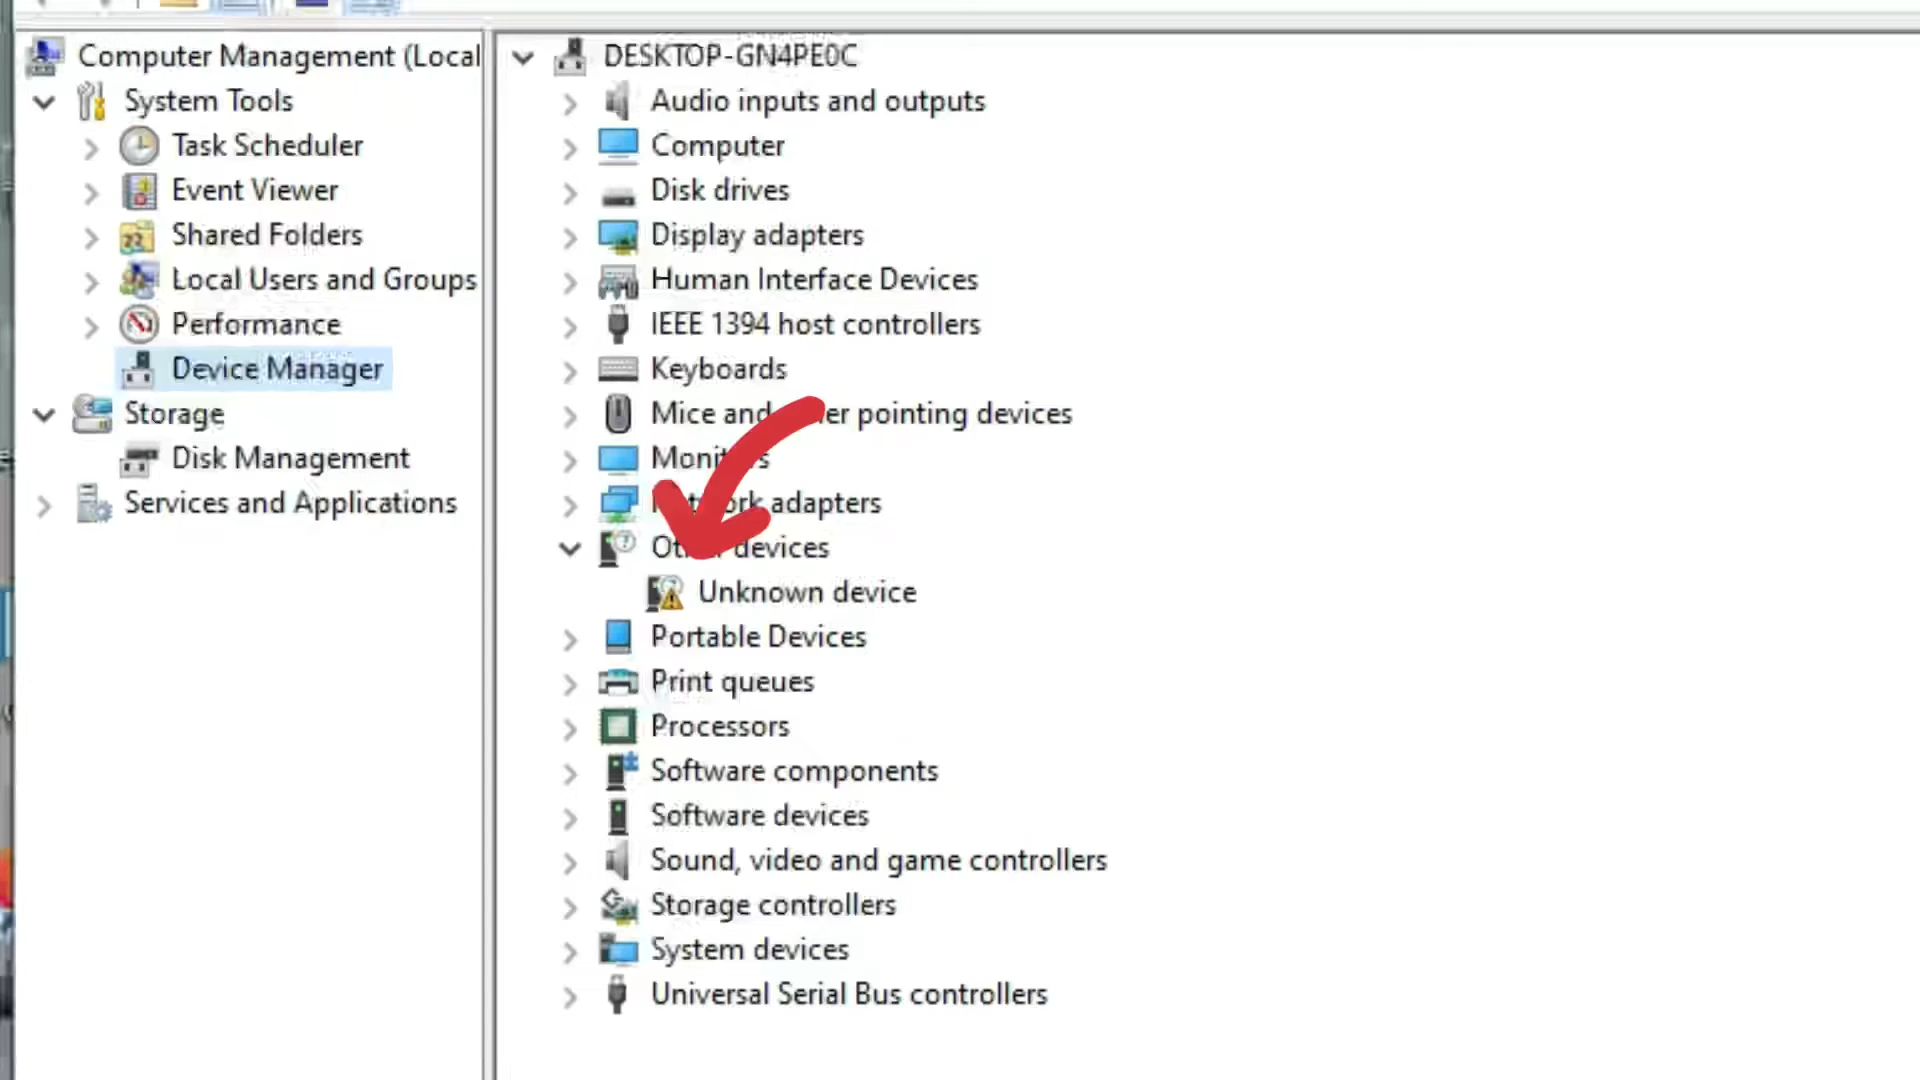 Computer Management (Local
System Tools
Task Scheduler
Event Viewer
Shared Folders
Local Users and Groups
Performance
Device Manager
Storage
Disk Management
Services and Applications
DESKTOP-GN4PE0C
Audio inputs and outputs
Computer
Disk drives
Display adapters
Human Interface Devices
IEEE 1394 host controllers
Keyboards
Mice and other pointing devices
Monitors
Network adapters
Other devices
Unknown device
Portable Devices
Print queues
Processors
Software components
Software devices
Sound, video and game controllers
Storage controllers
System devices
Universal Serial Bus controllers